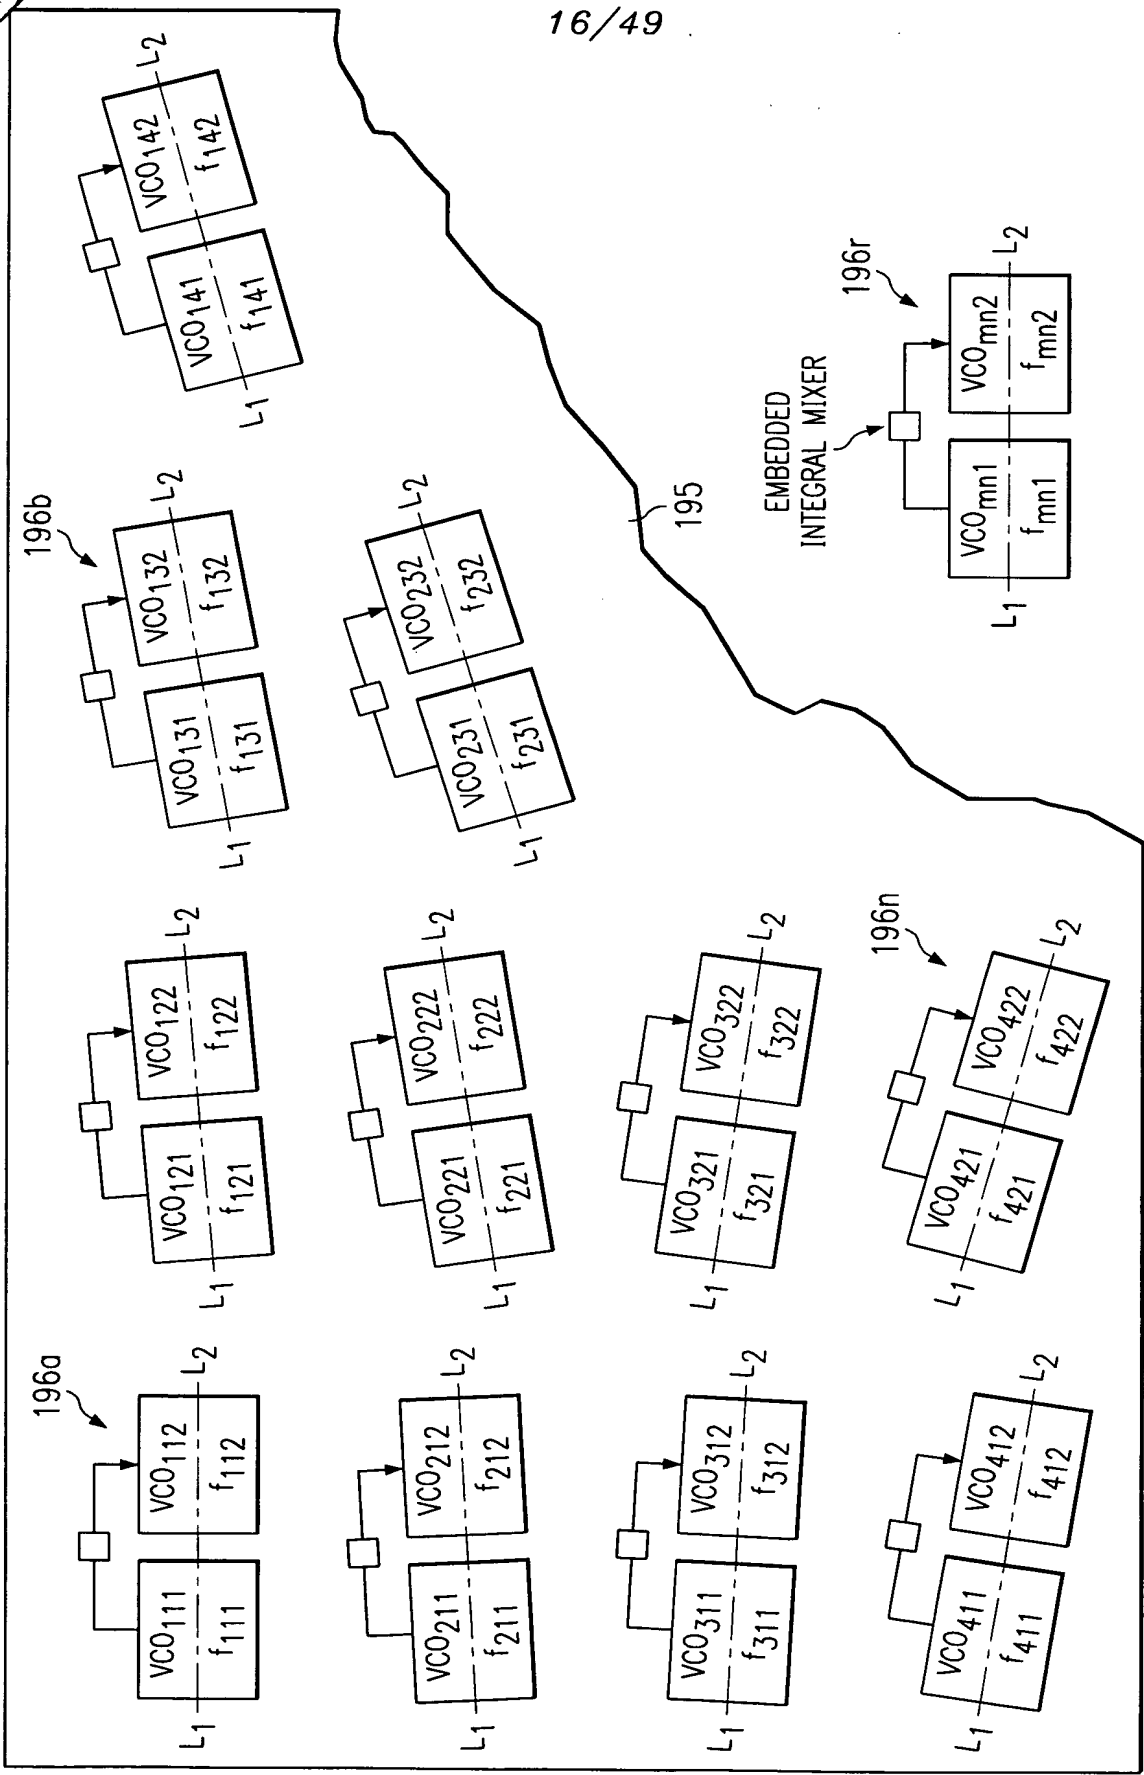 16/49
196a
L1
VCO111
f111
VCO112
f112
L2
L1
VCO121
f121
VCO122
f122
L2
196b
L1
VCO131
f131
VCO132
f132
L2
L1
VCO141
f141
VCO142
f142
L2
L1
VCO211
f211
VCO212
f212
L2
L1
VCO221
f221
VCO222
f222
L2
L1
VCO231
f231
VCO232
f232
L2
L1
VCO311
f311
VCO312
f312
L2
L1
VCO321
f321
VCO322
f322
L2
195
L1
VCO411
f411
VCO412
f412
L2
196n
L1
VCO421
f421
VCO422
f422
L2
EMBEDDED
INTEGRAL MIXER
196r
L1
VCOmn1
fmn1
VCOmn2
fmn2
L2